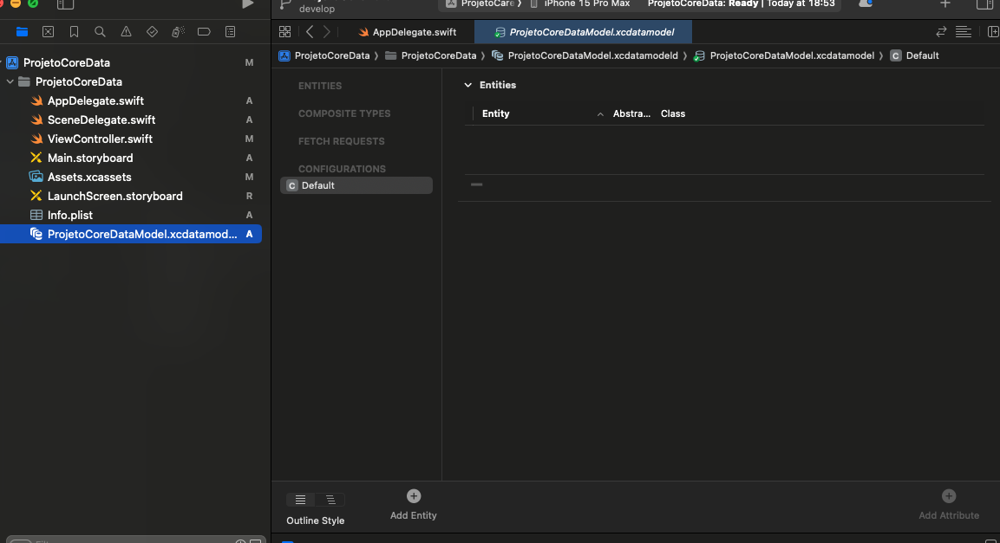 develop
ProjetoCare
iPhone 15 Pro Max
ProjetoCoreData: Ready | Today at 18:53
AppDelegate.swift
ProjetoCoreDataModel.xcdatamodel
ProjetoCoreData
ProjetoCoreData
ProjetoCoreDataModel.xcdatamodeld
ProjetoCoreDataModel.xcdatamodel
C Default
ProjetoCoreData M
ProjetoCoreData
AppDelegate.swift A
SceneDelegate.swift A
ViewController.swift M
Main.storyboard A
Assets.xcassets M
LaunchScreen.storyboard R
Info.plist A
ProjetoCoreDataModel.xcdatamod... A
ENTITIES
COMPOSITE TYPES
FETCH REQUESTS
CONFIGURATIONS
C Default
Entities
Entity Abstra... Class
Outline Style
Add Entity
Add Attribute